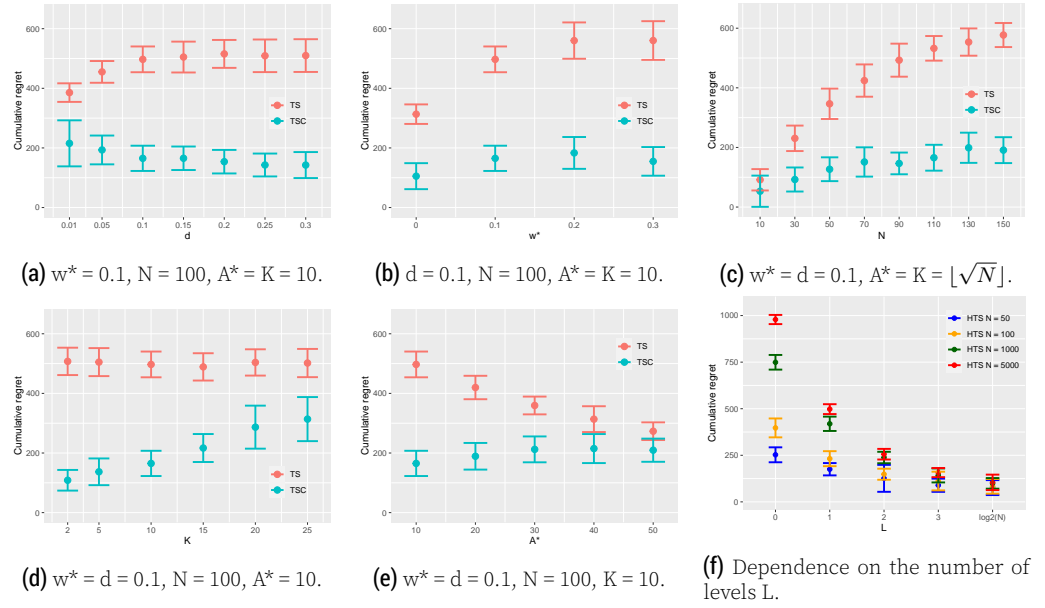 600
400
200
0
Cumulative regret
TS
TSC
0.01 0.05 0.1 0.15 0.2 0.25 0.3
d
(a) w* = 0.1, N = 100, A* = K = 10.
600
400
200
0
Cumulative regret
TS
TSC
0 0.1 0.2 0.3
w*
(b) d = 0.1, N = 100, A* = K = 10.
600
400
200
0
Cumulative regret
TS
TSC
10 30 50 70 90 110 130 150
N
(c) w* = d = 0.1, A* = K = ⌊√N⌋.
600
400
200
0
Cumulative regret
TS
TSC
2 5 10 15 20 25
K
(d) w* = d = 0.1, N = 100, A* = 10.
600
400
200
0
Cumulative regret
TS
TSC
10 20 30 40 50
A*
(e) w* = d = 0.1, N = 100, K = 10.
1000
750
500
250
0
Cumulative regret
HTS N = 50
HTS N = 100
HTS N = 1000
HTS N = 5000
0 1 2 3 log2(N)
L
(f) Dependence on the number of
levels L.